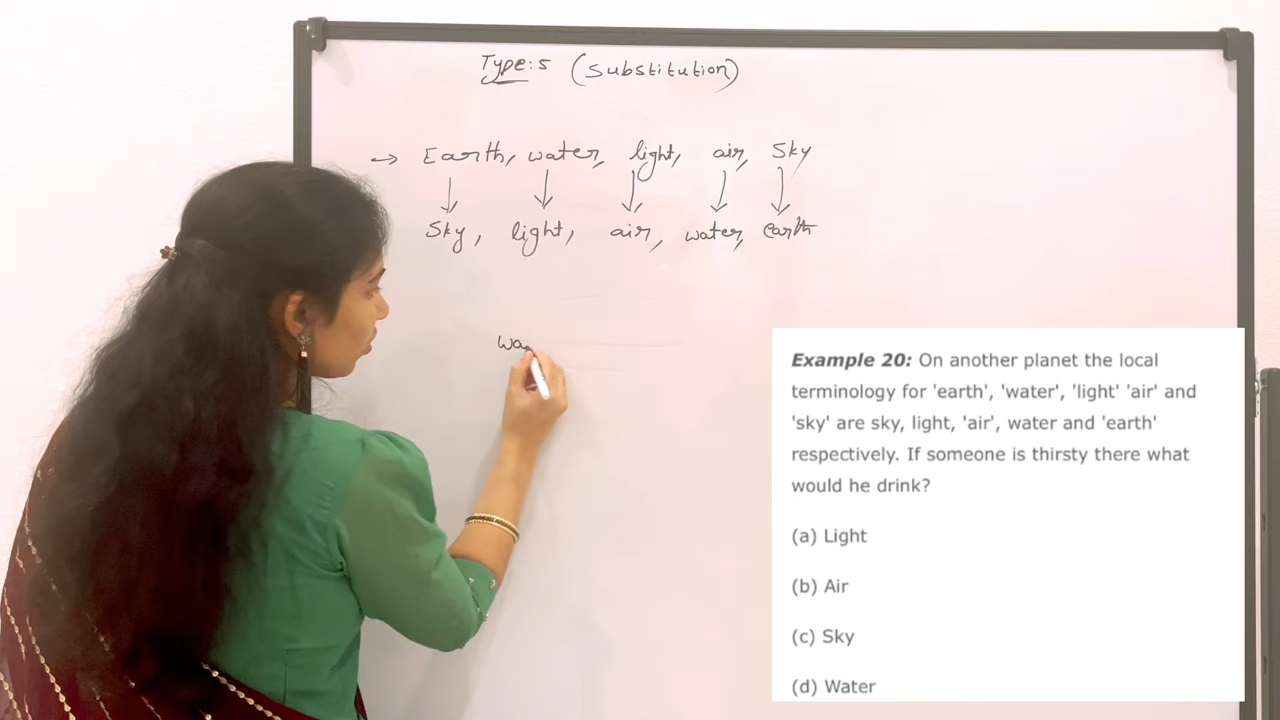 Type:5 (Substitution)
→ Earth, water, light, air, Sky
Sky, light, air, water, earth
wa
Example 20: On another planet the local
terminology for 'earth', 'water', 'light' 'air' and
'sky' are sky, light, 'air', water and 'earth'
respectively. If someone is thirsty there what
would he drink?
(a) Light
(b) Air
(c) Sky
(d) Water